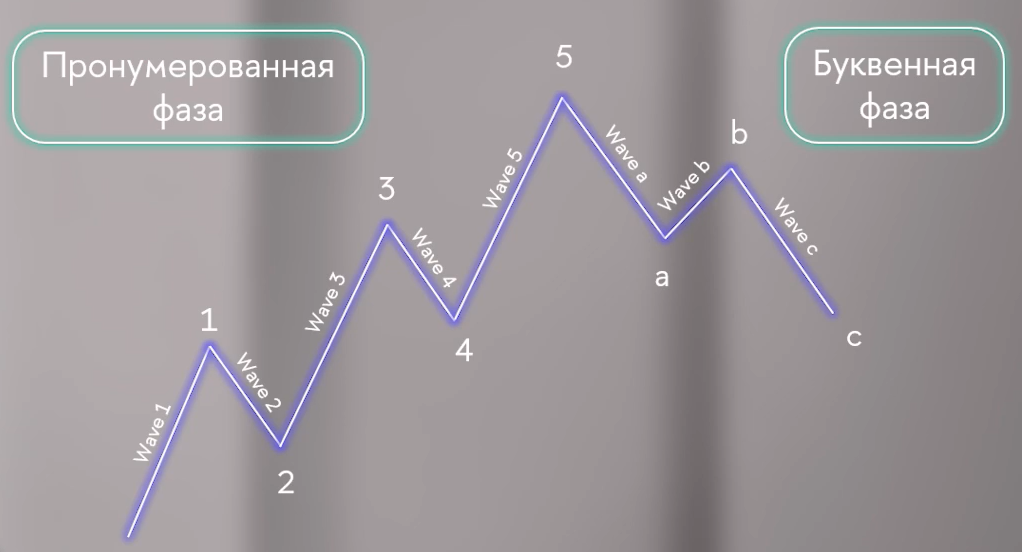 Пронумерованная
фаза
Буквенная
фаза
5
b
3
a
1
c
4
2
Wave 1
Wave 2
Wave 3
Wave 4
Wave 5
Wave a
Wave b
Wave c